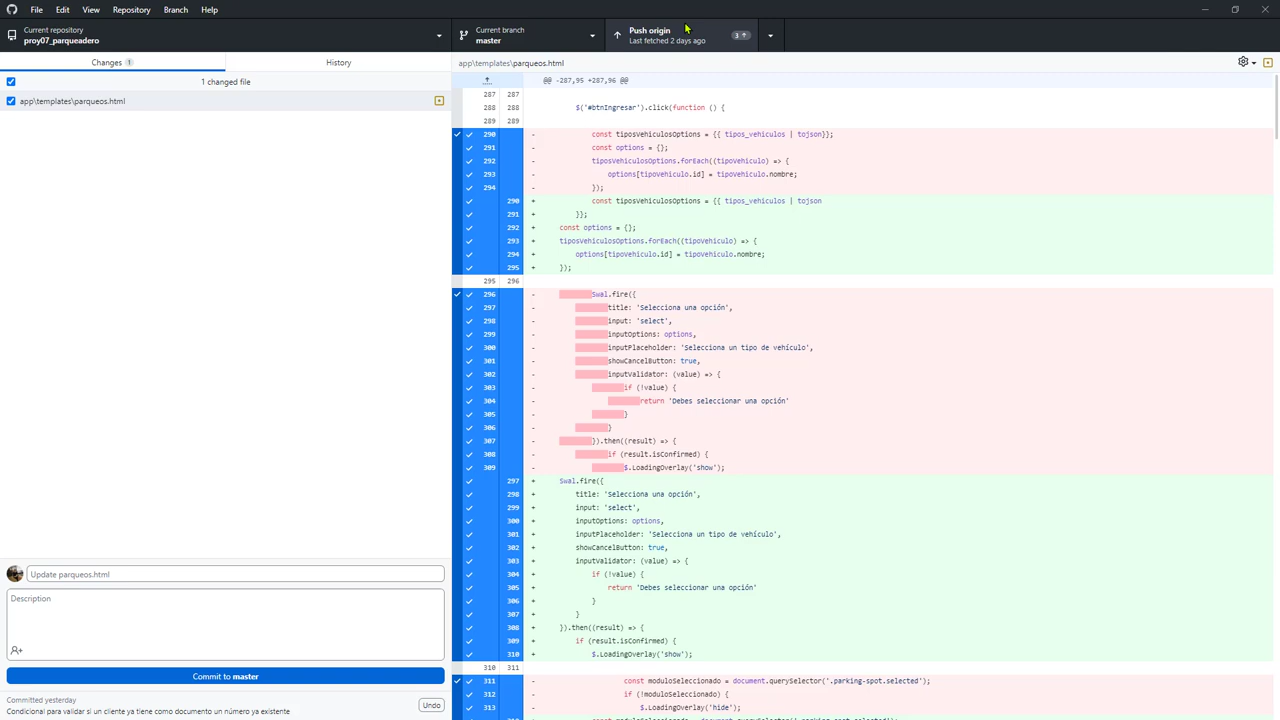 File Edit View Repository Branch Help
Current repository
proy07_parqueadero
Current branch
master
Push origin
Last fetched 2 days ago
3
Changes 1
History
app\templates\parqueos.html
1 changed file
app\templates\parqueos.html
@@ -287,95 +287,96 @@
287 287
288 288 $('#btnIngresar').click(function () {
289 289
290 - const tiposVehiculosOptions = {{ tipos_vehiculos | tojson}};
291 - const options = {};
292 - tiposVehiculosOptions.forEach((tipoVehiculo) => {
293 - options[tipoVehiculo.id] = tipoVehiculo.nombre;
294 - });
290 + const tiposVehiculosOptions = {{ tipos_vehiculos | tojson
291 + }};
292 + const options = {};
293 + tiposVehiculosOptions.forEach((tipoVehiculo) => {
294 + options[tipoVehiculo.id] = tipoVehiculo.nombre;
295 + });
295 296
296 - Swal.fire({
297 - title: 'Selecciona una opción',
298 - input: 'select',
299 - inputOptions: options,
300 - inputPlaceholder: 'Selecciona un tipo de vehículo',
301 - showCancelButton: true,
302 - inputValidator: (value) => {
303 - if (!value) {
304 - return 'Debes seleccionar una opción'
305 - }
306 - }
307 - }).then((result) => {
308 - if (result.isConfirmed) {
309 - $.LoadingOverlay('show');
297 + Swal.fire({
298 + title: 'Selecciona una opción',
299 + input: 'select',
300 + inputOptions: options,
301 + inputPlaceholder: 'Selecciona un tipo de vehículo',
302 + showCancelButton: true,
303 + inputValidator: (value) => {
304 + if (!value) {
305 + return 'Debes seleccionar una opción'
306 + }
307 + }
308 + }).then((result) => {
309 + if (result.isConfirmed) {
310 + $.LoadingOverlay('show');
310 311
311 - const moduloSeleccionado = document.querySelector('.parking-spot.selected');
312 - if (!moduloSeleccionado) {
313 - $.LoadingOverlay('hide');
Update parqueos.html
Description
Commit to master
Committed yesterday
Condicional para validar si un cliente ya tiene como documento un número ya existente
Undo